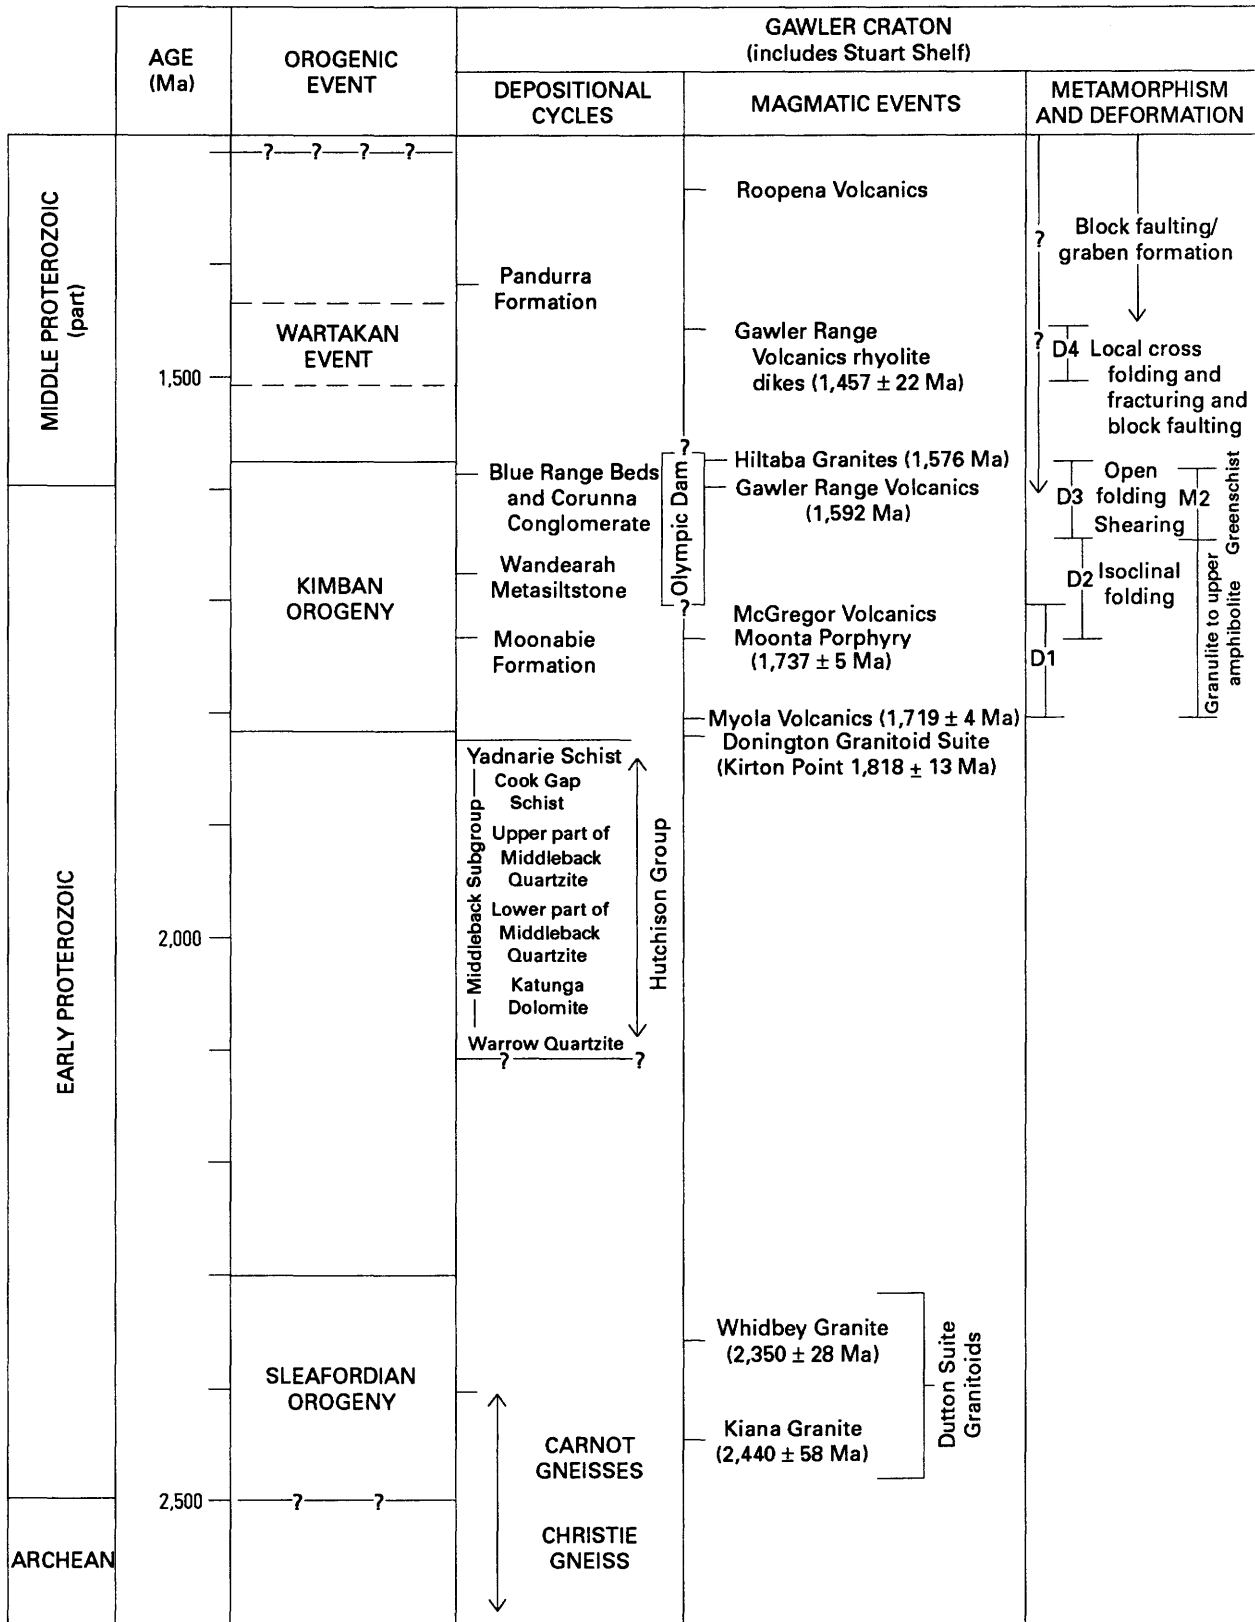 GAWLER CRATON
(includes Stuart Shelf)
AGE
(Ma)
OROGENIC
EVENT
DEPOSITIONAL
CYCLES
MAGMATIC EVENTS
METAMORPHISM
AND DEFORMATION
MIDDLE PROTEROZOIC
(part)
EARLY PROTEROZOIC
ARCHEAN
1,500
2,000
2,500
? ? ? ?
WARTAKAN
EVENT
KIMBAN
OROGENY
SLEAFORDIAN
OROGENY
? ?
Pandurra
Formation
Blue Range Beds
and Corunna
Conglomerate
Wandearah
Metasiltstone
Moonabie
Formation
Yadnarie Schist
Cook Gap
Schist
Upper part of
Middleback
Quartzite
Lower part of
Middleback
Quartzite
Katunga
Dolomite
Warrow Quartzite
? ?
Middleback Subgroup
Hutchison Group
CARNOT
GNEISSES
CHRISTIE
GNEISS
Roopena Volcanics
Gawler Range
Volcanics rhyolite
dikes (1,457 ± 22 Ma)
?
Olympic Dam
?
Hiltaba Granites (1,576 Ma)
Gawler Range Volcanics
(1,592 Ma)
McGregor Volcanics
Moonta Porphyry
(1,737 ± 5 Ma)
Myola Volcanics (1,719 ± 4 Ma)
Donington Granitoid Suite
(Kirton Point 1,818 ± 13 Ma)
Whidbey Granite
(2,350 ± 28 Ma)
Kiana Granite
(2,440 ± 58 Ma)
Dutton Suite
Granitoids
?
?
Block faulting/
graben formation
D4
Local cross
folding and
fracturing and
block faulting
D3
Open
folding
Shearing
M2
Greenschist
D2
Isoclinal
folding
D1
Granulite to upper
amphibolite